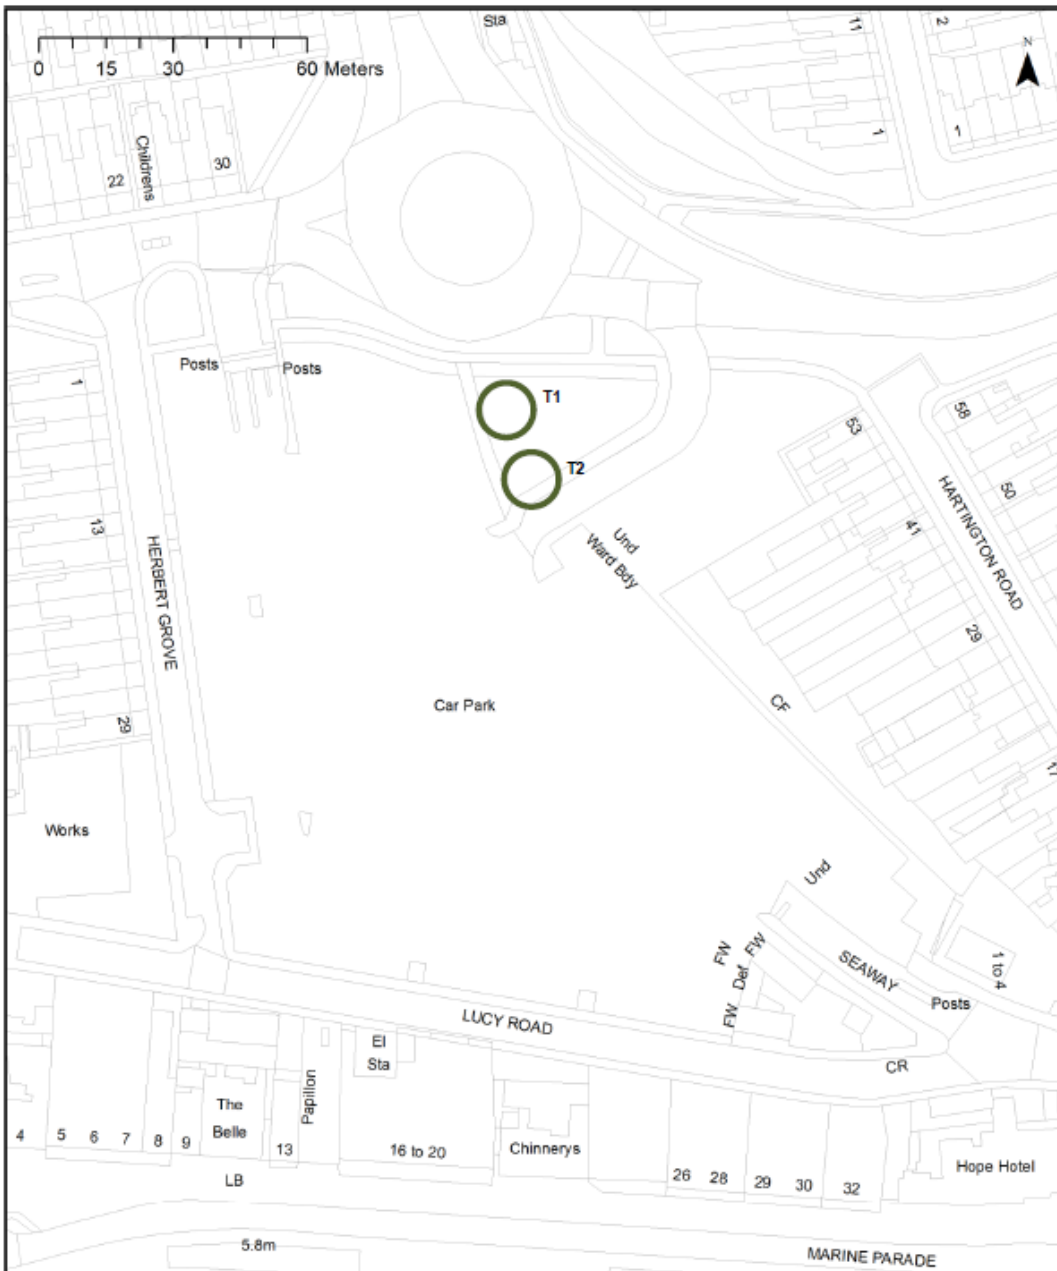 Sta
11
2
N
0 15 30 60 Meters
1
1
Childrens
30
22
Posts
Posts
1
T1
58
53
T2
50
HARTINGTON ROAD
41
13
Und
Ward Bdy
HERBERT GROVE
29
CF
Car Park
29
17
Works
Und
FW
FW
Def
FW
SEAWAY
1 to 4
Posts
LUCY ROAD
CR
El
Sta
Papillon
The
Belle
4
5
6
7
8
9
13
16 to 20
Chinnerys
26
28
29
30
32
Hope Hotel
LB
5.8m
MARINE PARADE